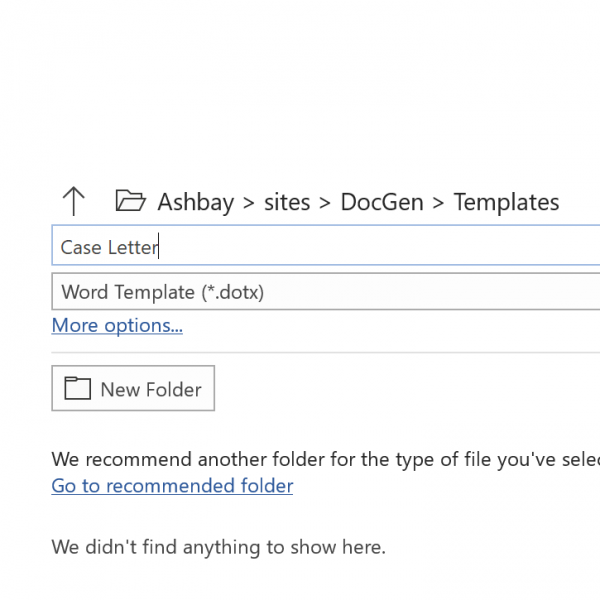 Ashbay > sites > DocGen > Templates
Case Letter
Word Template (*.dotx)
More options...
New Folder
We recommend another folder for the type of file you've selec
Go to recommended folder
We didn't find anything to show here.